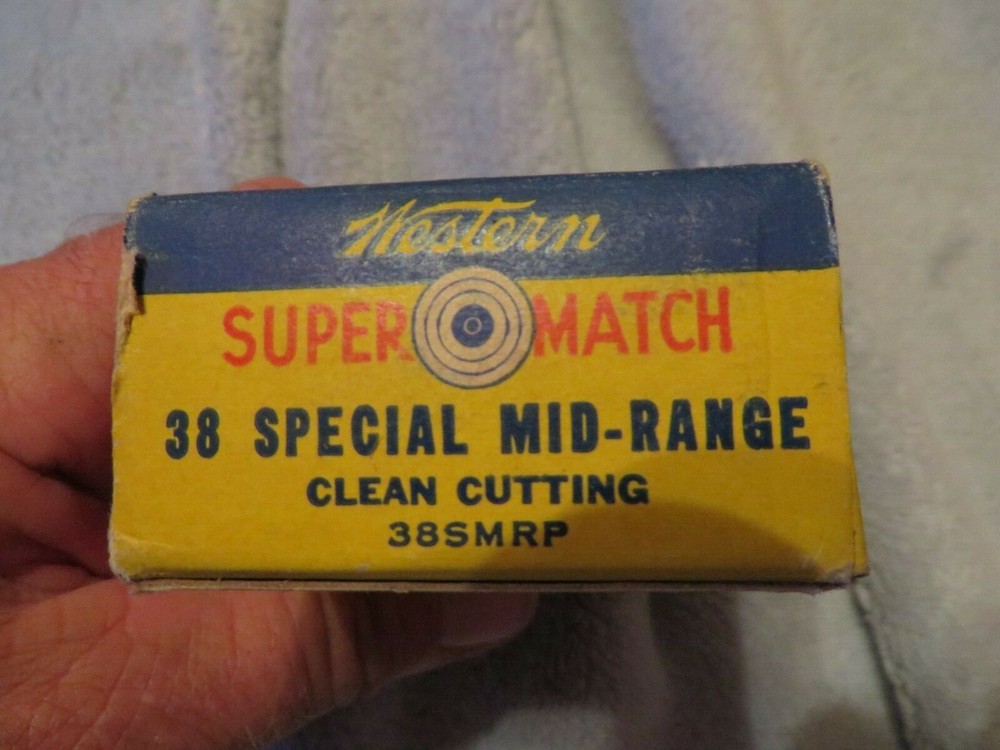 Western
SUPER MATCH
38 SPECIAL MID-RANGE
CLEAN CUTTING
38SMRP